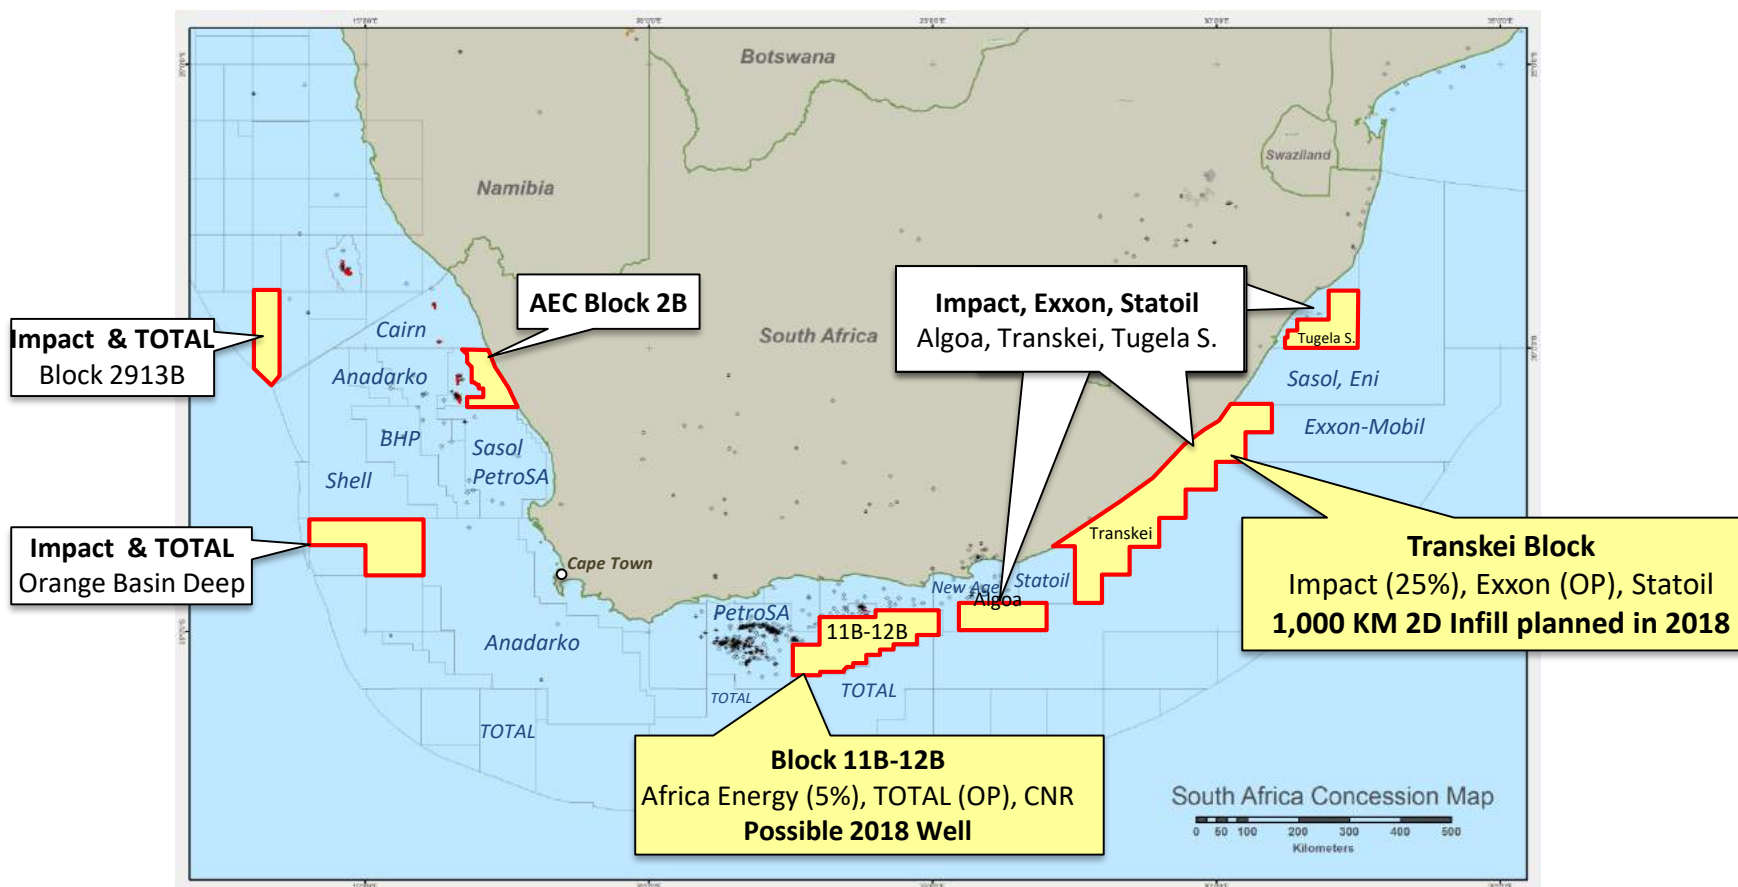 Botswana
Swaziland
Namibia
South Africa
AEC Block 2B
Impact, Exxon, Statoil
Algoa, Transkei, Tugela S.
Tugela S.
Impact & TOTAL
Block 2913B
Cairn
Anadarko
BHP
Sasol
PetroSA
Shell
Sasol, Eni
Exxon-Mobil
Impact & TOTAL
Orange Basin Deep
Cape Town
Transkei
Transkei Block
Impact (25%), Exxon (OP), Statoil
1,000 KM 2D Infill planned in 2018
New Age
Statoil
Algoa
PetroSA
11B-12B
Anadarko
TOTAL
TOTAL
TOTAL
Block 11B-12B
Africa Energy (5%), TOTAL (OP), CNR
Possible 2018 Well
South Africa Concession Map
0 50 100 200 300 400 500
Kilometers